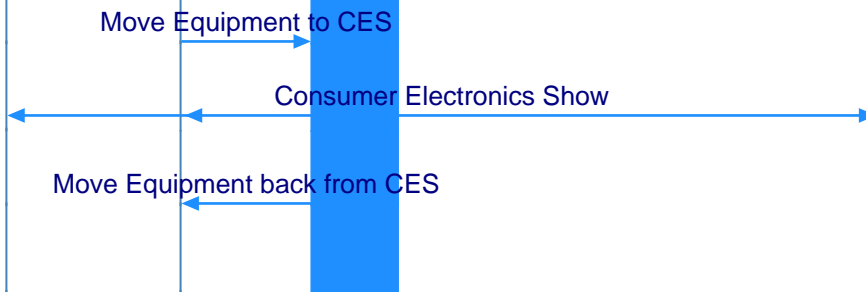 Move Equipment to CES
Consumer Electronics Show
Move Equipment back from CES